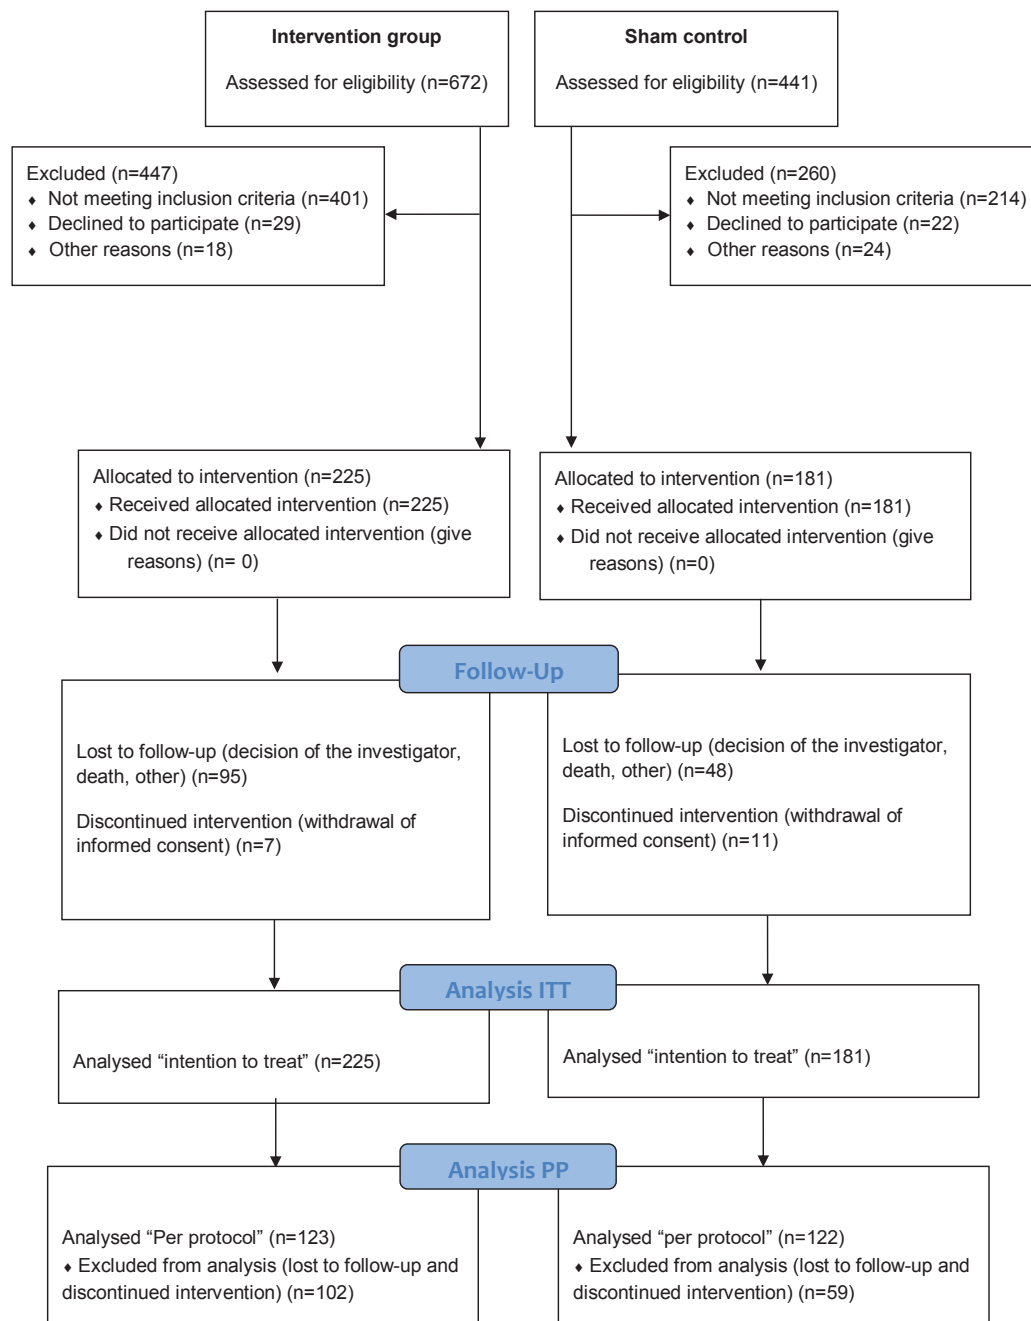 Intervention group
Assessed for eligibility (n=672)
Sham control
Assessed for eligibility (n=441)
Excluded (n=447)
♦ Not meeting inclusion criteria (n=401)
♦ Declined to participate (n=29)
♦ Other reasons (n=18)
Excluded (n=260)
♦ Not meeting inclusion criteria (n=214)
♦ Declined to participate (n=22)
♦ Other reasons (n=24)
Allocated to intervention (n=225)
♦ Received allocated intervention (n=225)
♦ Did not receive allocated intervention (give
reasons) (n= 0)
Allocated to intervention (n=181)
♦ Received allocated intervention (n=181)
♦ Did not receive allocated intervention (give
reasons) (n=0)
Follow-Up
Lost to follow-up (decision of the investigator,
death, other) (n=95)
Discontinued intervention (withdrawal of
informed consent) (n=7)
Lost to follow-up (decision of the investigator,
death, other) (n=48)
Discontinued intervention (withdrawal of
informed consent) (n=11)
Analysis ITT
Analysed “intention to treat” (n=225)
Analysed “intention to treat” (n=181)
Analysis PP
Analysed “Per protocol” (n=123)
♦ Excluded from analysis (lost to follow-up and
discontinued intervention) (n=102)
Analysed “per protocol” (n=122)
♦ Excluded from analysis (lost to follow-up and
discontinued intervention) (n=59)